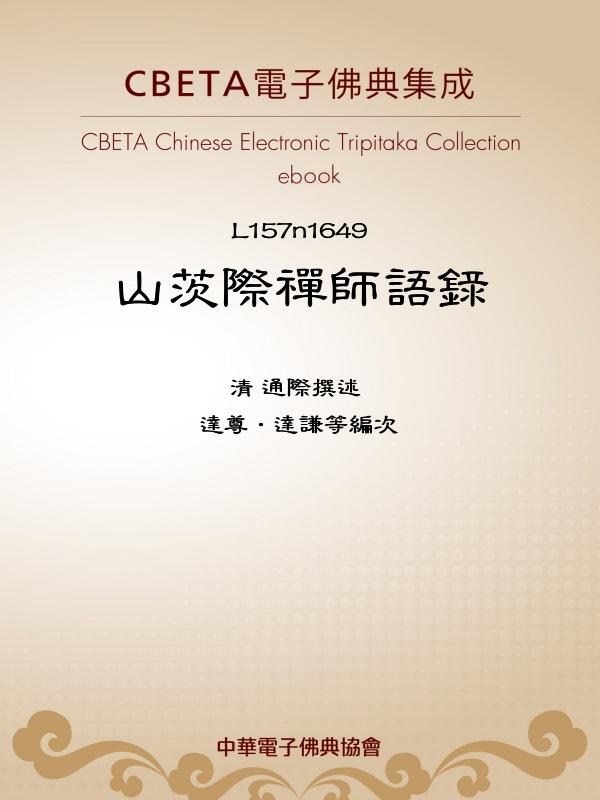 CBETA電子佛典集成
CBETA Chinese Electronic Tripitaka Collection
ebook
L157n1649
山茨際禪師語錄
清 通際撰述
達尊．達謙等編次
中華電子佛典協會